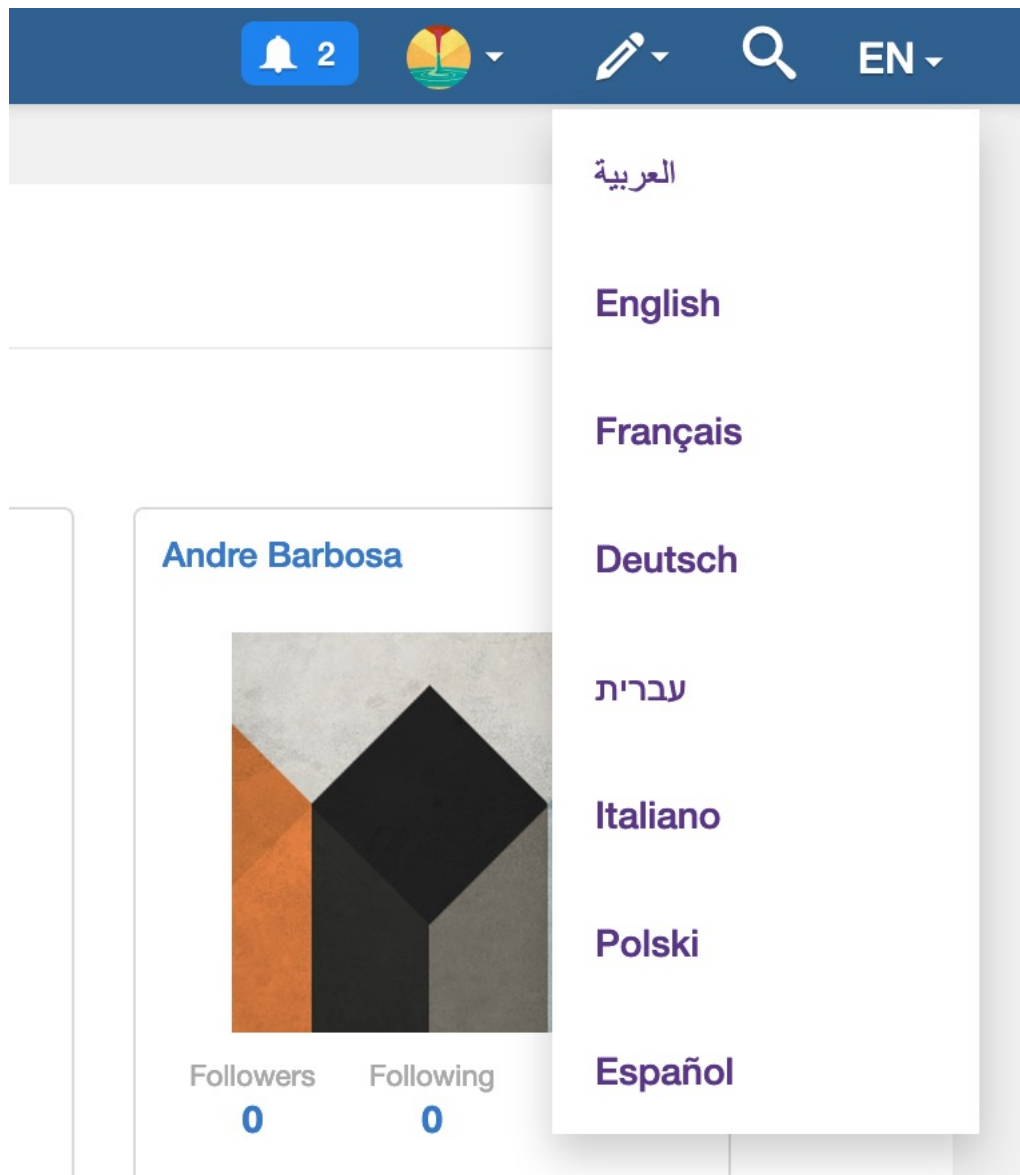 2
EN
العربية
English
Français
Deutsch
עברית
Italiano
Polski
Español
Andre Barbosa
Followers Following
0 0